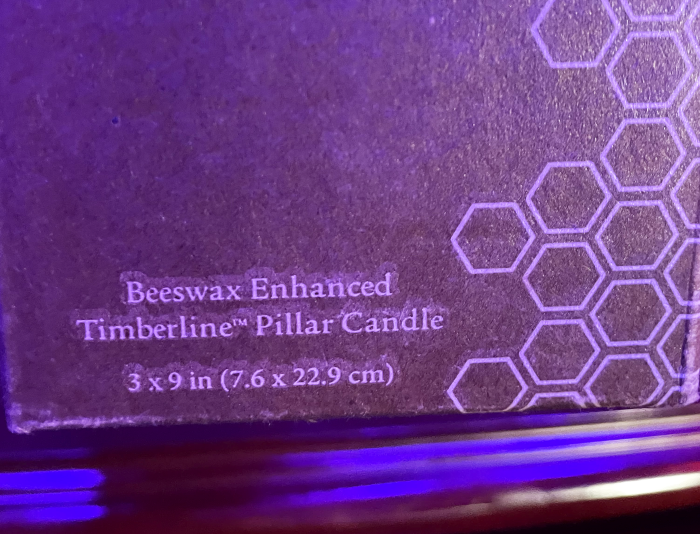 Beeswax Enhanced
Timberline™ Pillar Candle
3 x 9 in (7.6 x 22.9 cm)